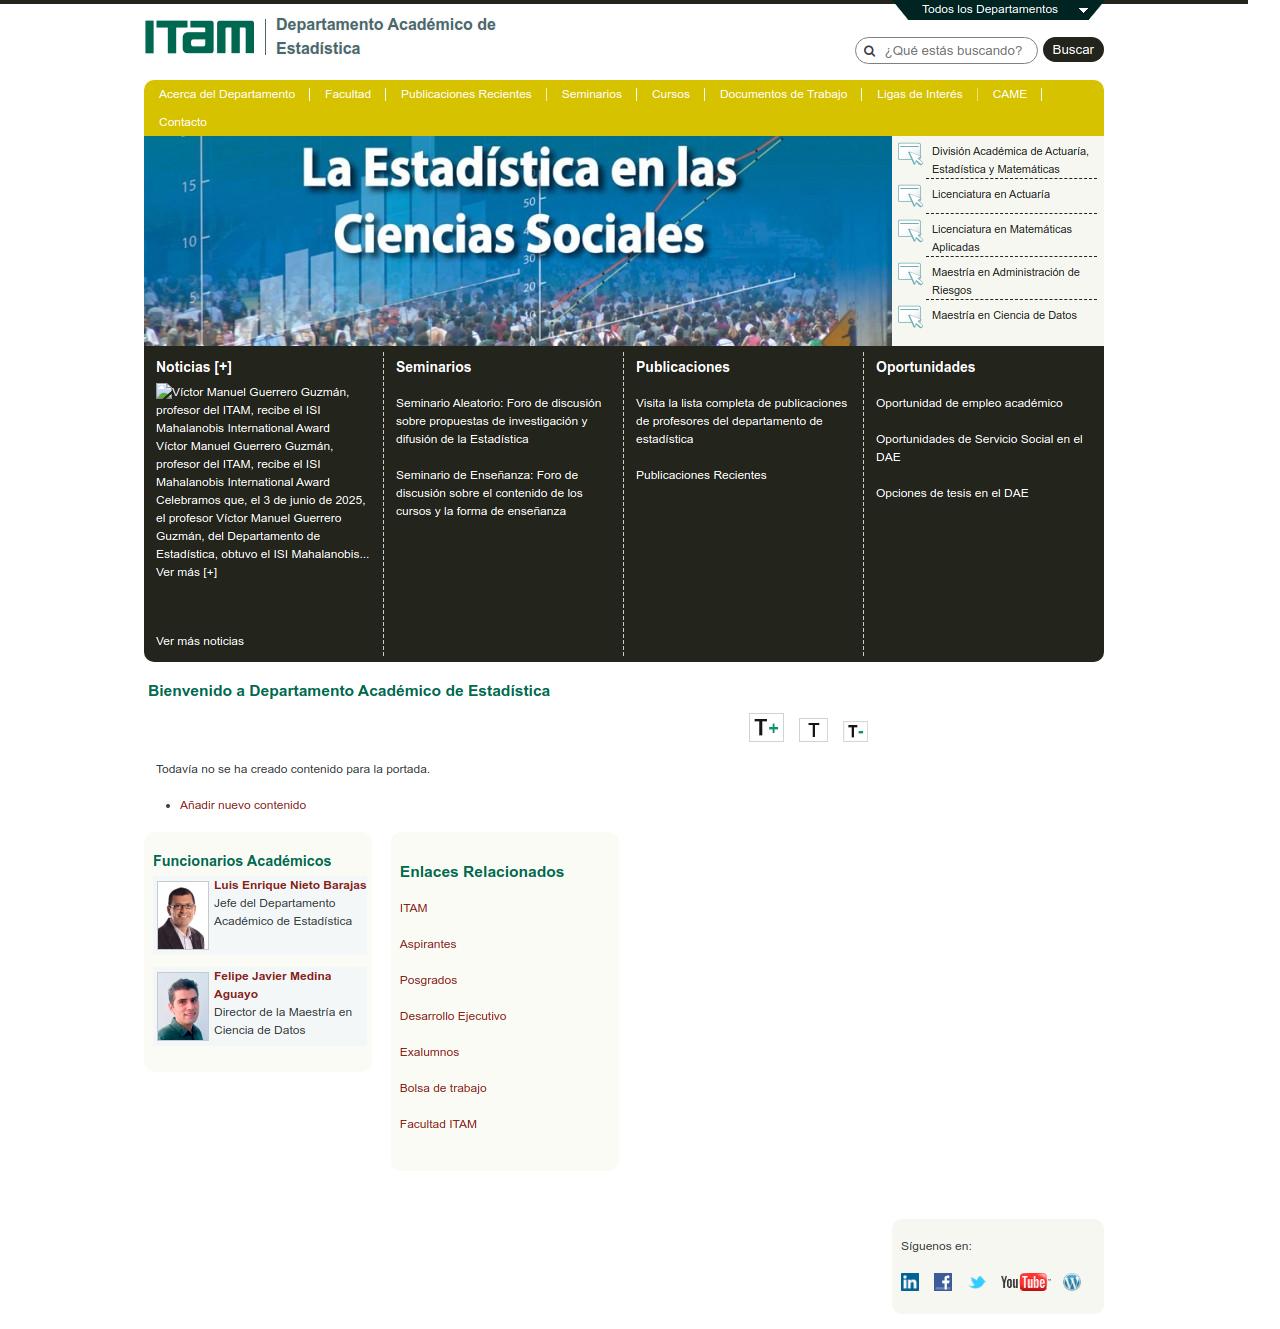 Todos los Departamentos
ITAM
Departamento Académico de
Estadística
¿Qué estás buscando?
Buscar
Acerca del Departamento
Facultad
Publicaciones Recientes
Seminarios
Cursos
Documentos de Trabajo
Ligas de Interés
CAME
Contacto
La Estadística en las
Ciencias Sociales
15
10
5
50
30
20
10
División Académica de Actuaría,
Estadística y Matemáticas
Licenciatura en Actuaría
Licenciatura en Matemáticas
Aplicadas
Maestría en Administración de
Riesgos
Maestría en Ciencia de Datos
Noticias [+]
Víctor Manuel Guerrero Guzmán,
profesor del ITAM, recibe el ISI
Mahalanobis International Award
Víctor Manuel Guerrero Guzmán,
profesor del ITAM, recibe el ISI
Mahalanobis International Award
Celebramos que, el 3 de junio de 2025,
el profesor Víctor Manuel Guerrero
Guzmán, del Departamento de
Estadística, obtuvo el ISI Mahalanobis...
Ver más [+]
Ver más noticias
Seminarios
Seminario Aleatorio: Foro de discusión
sobre propuestas de investigación y
difusión de la Estadística
Seminario de Enseñanza: Foro de
discusión sobre el contenido de los
cursos y la forma de enseñanza
Publicaciones
Visita la lista completa de publicaciones
de profesores del departamento de
estadística
Publicaciones Recientes
Oportunidades
Oportunidad de empleo académico
Oportunidades de Servicio Social en el
DAE
Opciones de tesis en el DAE
Bienvenido a Departamento Académico de Estadística
T+
T
T-
Todavía no se ha creado contenido para la portada.
Añadir nuevo contenido
Funcionarios Académicos
Luis Enrique Nieto Barajas
Jefe del Departamento
Académico de Estadística
Felipe Javier Medina
Aguayo
Director de la Maestría en
Ciencia de Datos
Enlaces Relacionados
ITAM
Aspirantes
Posgrados
Desarrollo Ejecutivo
Exalumnos
Bolsa de trabajo
Facultad ITAM
Síguenos en:
in
f
You Tube
W